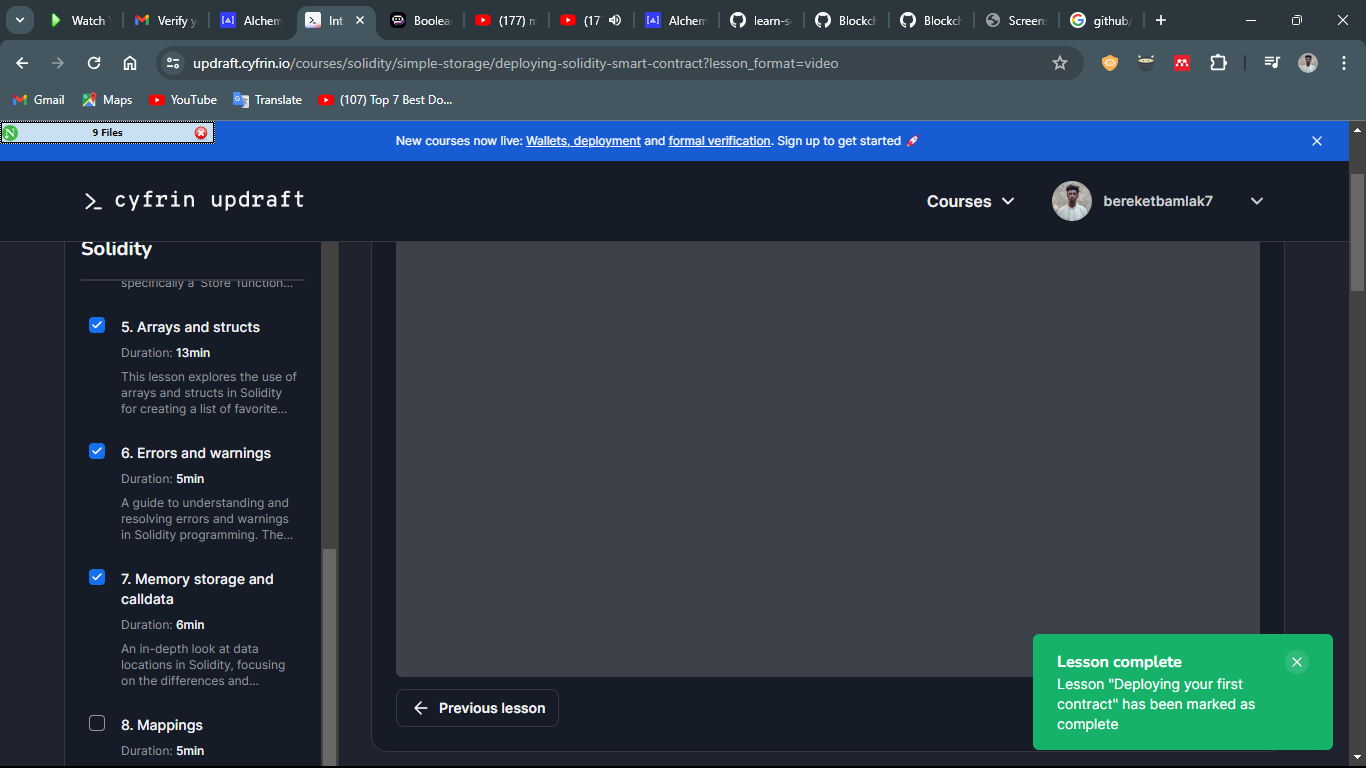 Watch
Verify y
Alchem
Int
Boolea
(177) n
(17
Alchem
learn-s
Blockch
Blockch
Screen
github/
updraft.cyfrin.io/courses/solidity/simple-storage/deploying-solidity-smart-contract?lesson_format=video
Gmail
Maps
YouTube
Translate
(107) Top 7 Best Do...
9 Files
New courses now live: Wallets, deployment and formal verification. Sign up to get started 🚀
>_ cyfrin updraft
Courses
bereketbamlak7
Solidity
specifically a 'Store' function...
5. Arrays and structs
Duration: 13min
This lesson explores the use of
arrays and structs in Solidity
for creating a list of favorite...
6. Errors and warnings
Duration: 5min
A guide to understanding and
resolving errors and warnings
in Solidity programming. The...
7. Memory storage and
calldata
Duration: 6min
An in-depth look at data
locations in Solidity, focusing
on the differences and...
8. Mappings
Duration: 5min
Previous lesson
Lesson complete
Lesson "Deploying your first
contract" has been marked as
complete